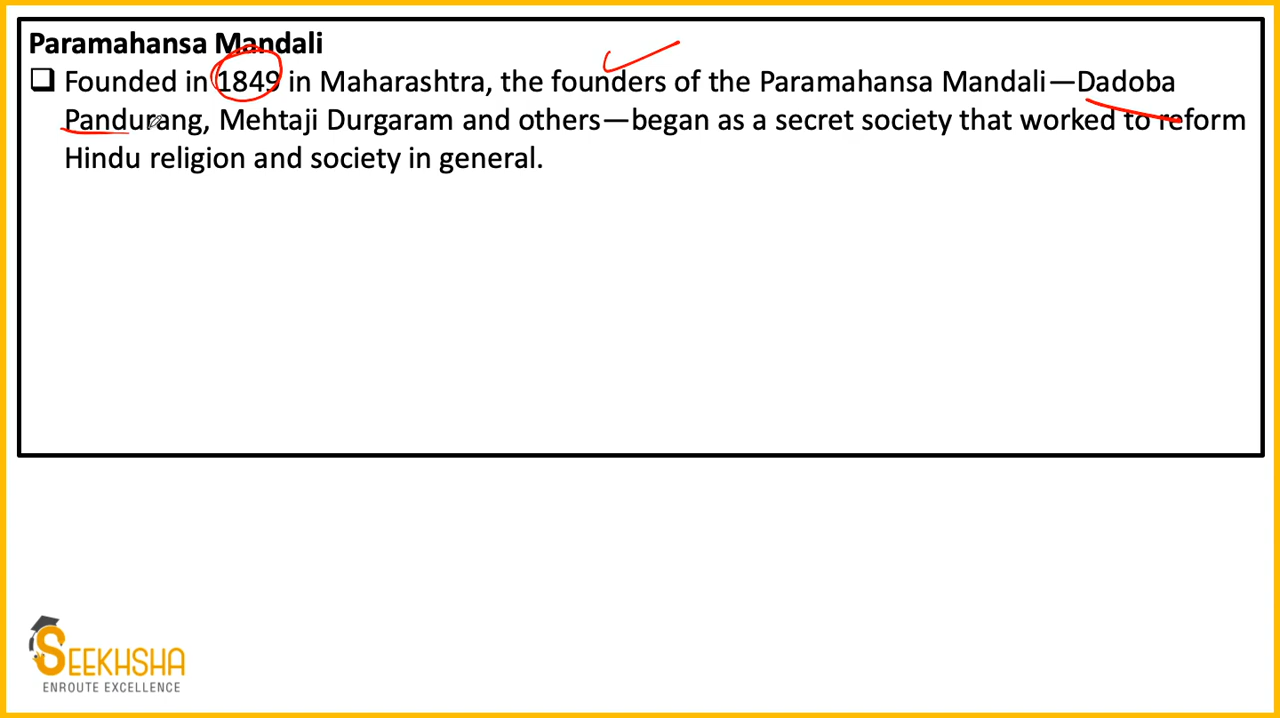 Paramahansa Mandali
❑ Founded in 1849 in Maharashtra, the founders of the Paramahansa Mandali—Dadoba
Pandurang, Mehtaji Durgaram and others—began as a secret society that worked to reform
Hindu religion and society in general.
SEEKHSHA
ENROUTE EXCELLENCE